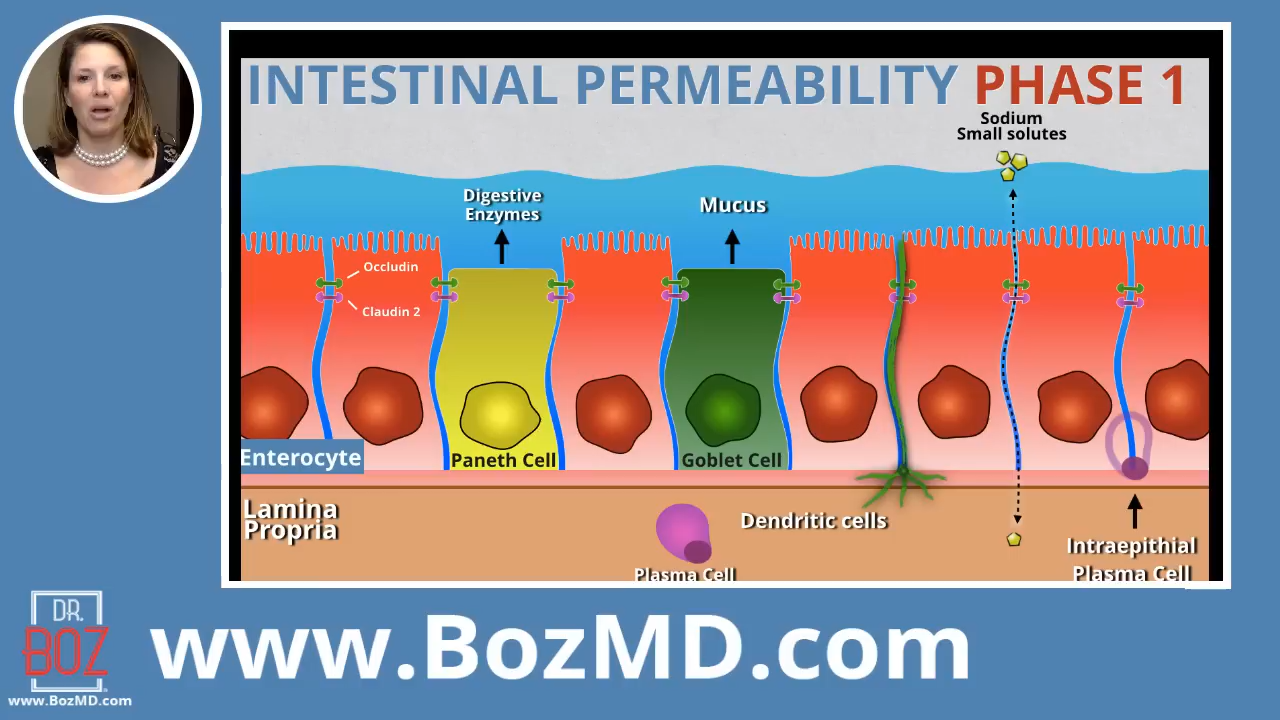 INTESTINAL PERMEABILITY PHASE 1
Sodium
Small solutes
Digestive
Enzymes
Mucus
Occludin
Claudin 2
Enterocyte
Paneth Cell
Goblet Cell
Lamina
Propria
Dendritic cells
Plasma Cell
Intraepithial
Plasma Cell
DR.
BOZ
www.BozMD.com
www.BozMD.com